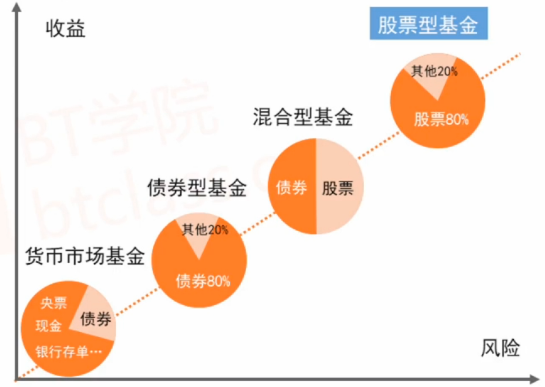 收益
股票型基金
其他20%
股票80%
混合型基金
债券
股票
债券型基金
其他20%
债券80%
货币市场基金
央票
现金
债券
银行存单…
风险
BT学院
btclass.c